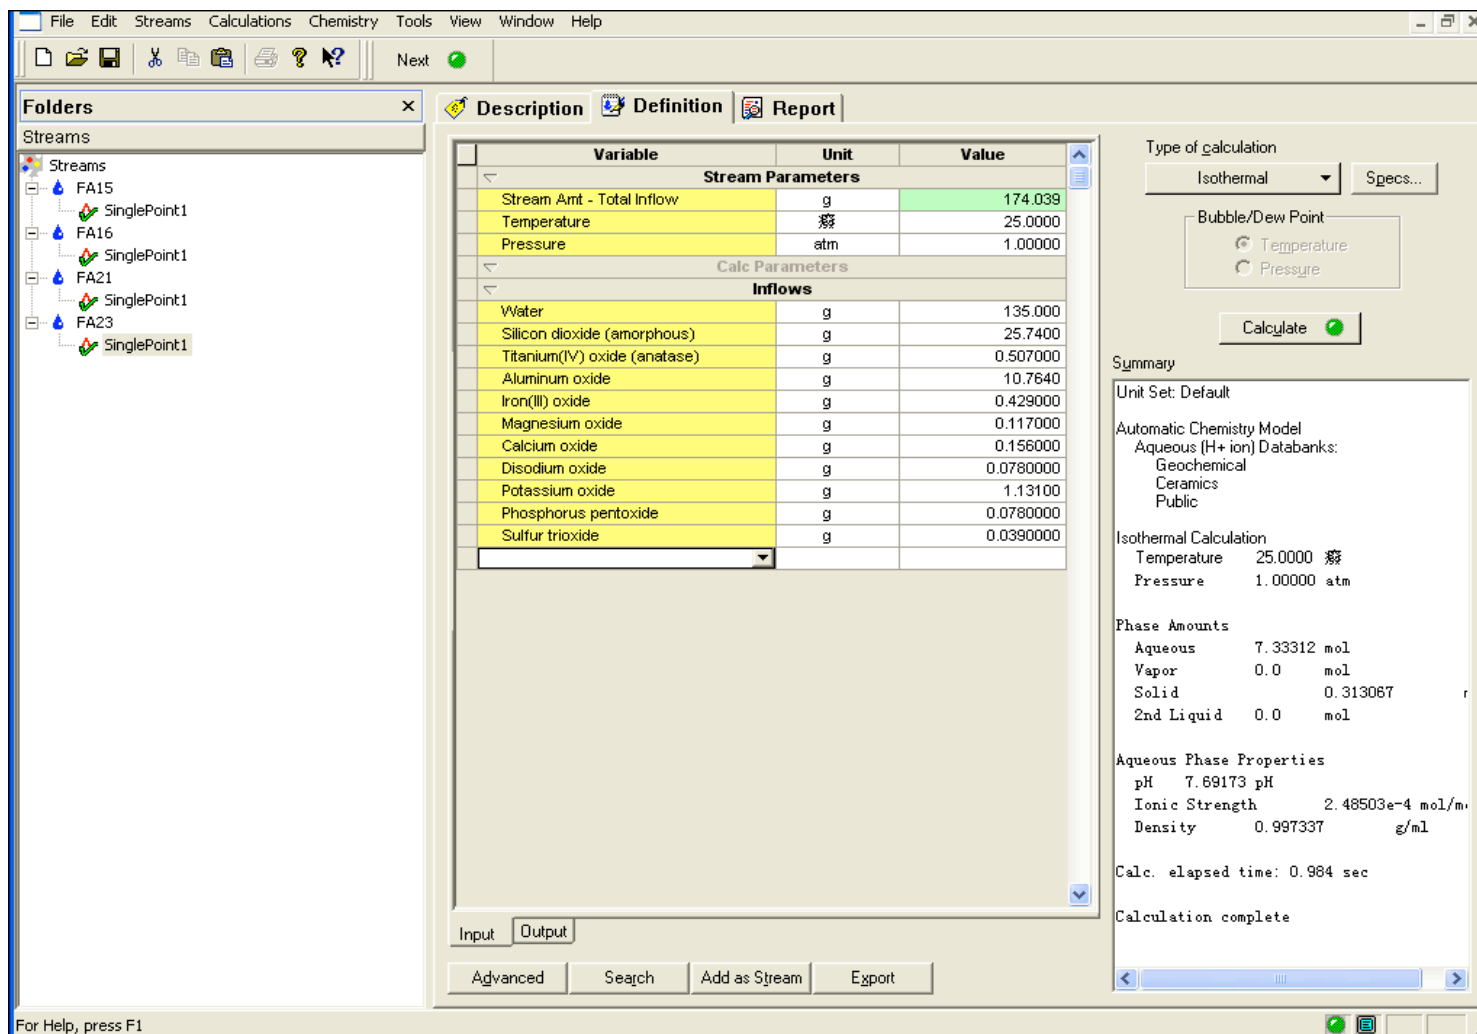 File Edit Streams Calculations Chemistry Tools View Window Help
Next
Folders
Streams
Streams
FA15
SinglePoint1
FA16
SinglePoint1
FA21
SinglePoint1
FA23
SinglePoint1
Description Definition Report
Variable Unit Value
Stream Parameters
Stream Amt - Total Inflow g 174.039
Temperature 癈 25.0000
Pressure atm 1.00000
Calc Parameters
Inflows
Water g 135.000
Silicon dioxide (amorphous) g 25.7400
Titanium(IV) oxide (anatase) g 0.507000
Aluminum oxide g 10.7640
Iron(III) oxide g 0.429000
Magnesium oxide g 0.117000
Calcium oxide g 0.156000
Disodium oxide g 0.0780000
Potassium oxide g 1.13100
Phosphorus pentoxide g 0.0780000
Sulfur trioxide g 0.0390000
Input Output
Advanced Search Add as Stream Export
Type of calculation
Isothermal Specs...
Bubble/Dew Point
Temperature
Pressure
Calculate
Summary
Unit Set: Default
Automatic Chemistry Model
Aqueous (H+ ion) Databanks:
Geochemical
Ceramics
Public
Isothermal Calculation
Temperature 25.0000 癈
Pressure 1.00000 atm
Phase Amounts
Aqueous 7.33312 mol
Vapor 0.0 mol
Solid 0.313067
2nd Liquid 0.0 mol
Aqueous Phase Properties
pH 7.69173 pH
Ionic Strength 2.48503e-4 mol/m
Density 0.997337 g/ml
Calc. elapsed time: 0.984 sec
Calculation complete
For Help, press F1